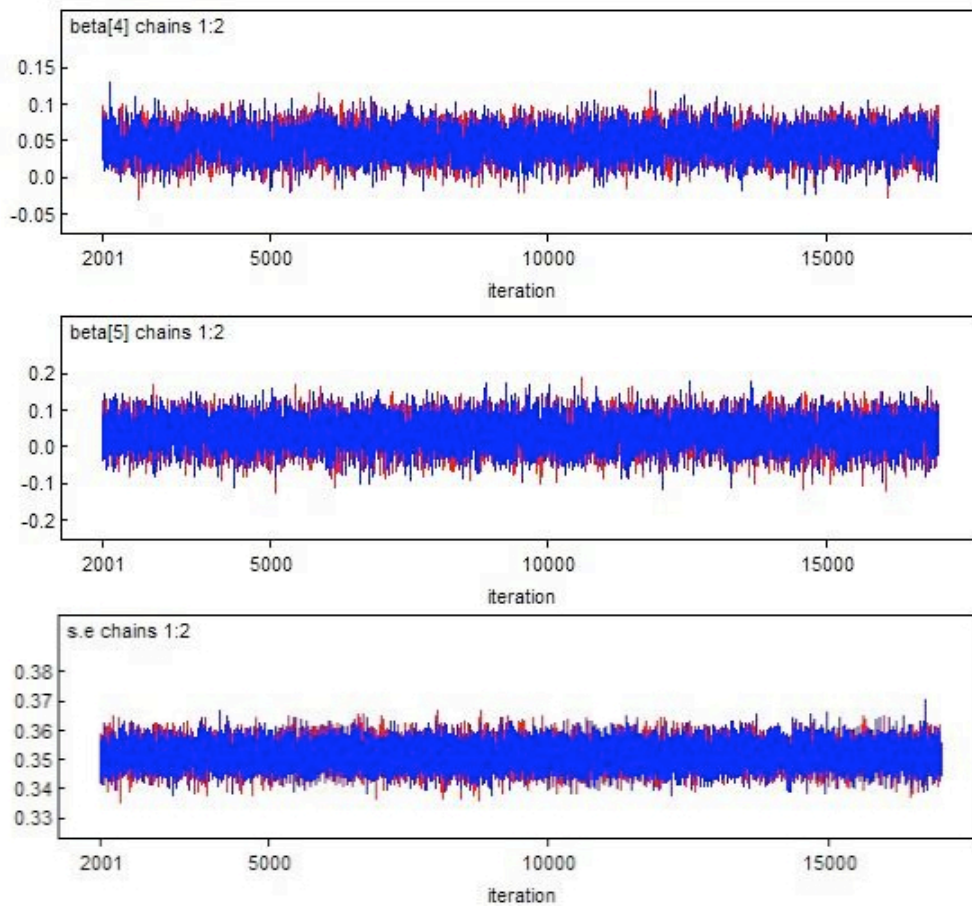 beta[4] chains 1:2
0.15
0.1
0.05
0.0
-0.05
2001 5000 10000 15000
iteration
beta[5] chains 1:2
0.2
0.1
0.0
-0.1
-0.2
2001 5000 10000 15000
iteration
s.e chains 1:2
0.38
0.37
0.36
0.35
0.34
0.33
2001 5000 10000 15000
iteration